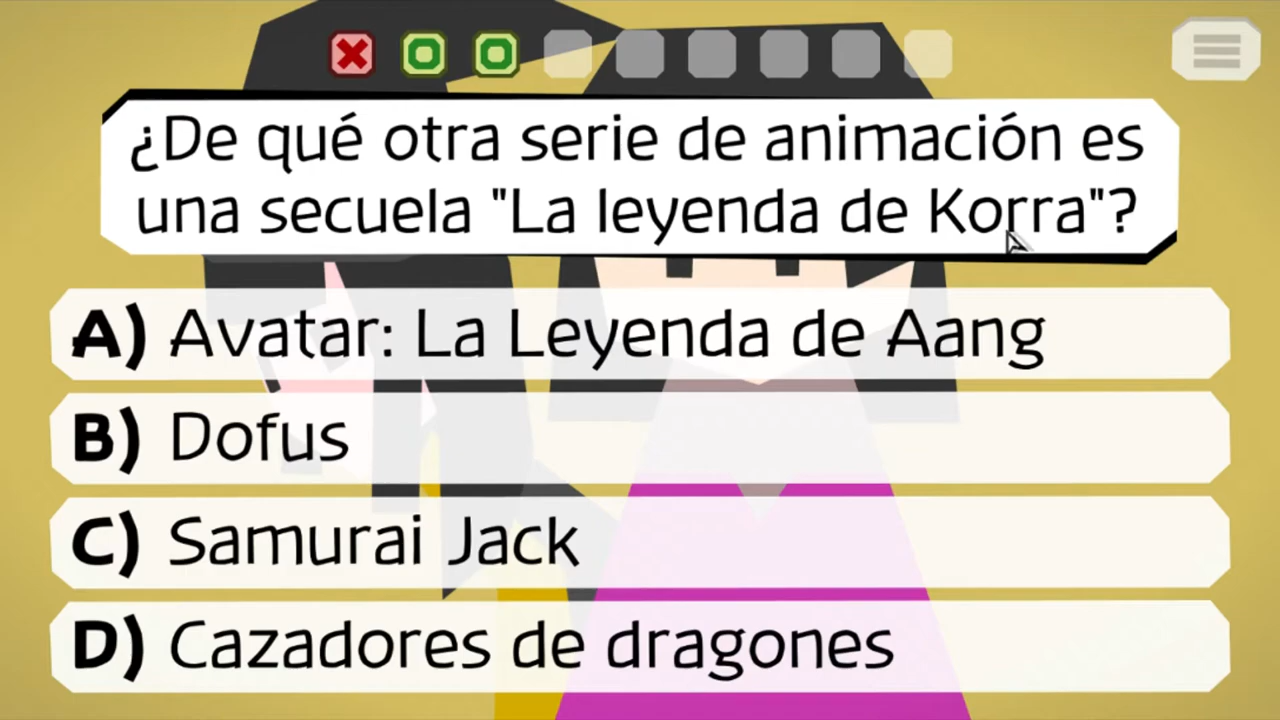 ¿De qué otra serie de animación es
una secuela "La leyenda de Korra"?
A) Avatar: La Leyenda de Aang
B) Dofus
C) Samurai Jack
D) Cazadores de dragones